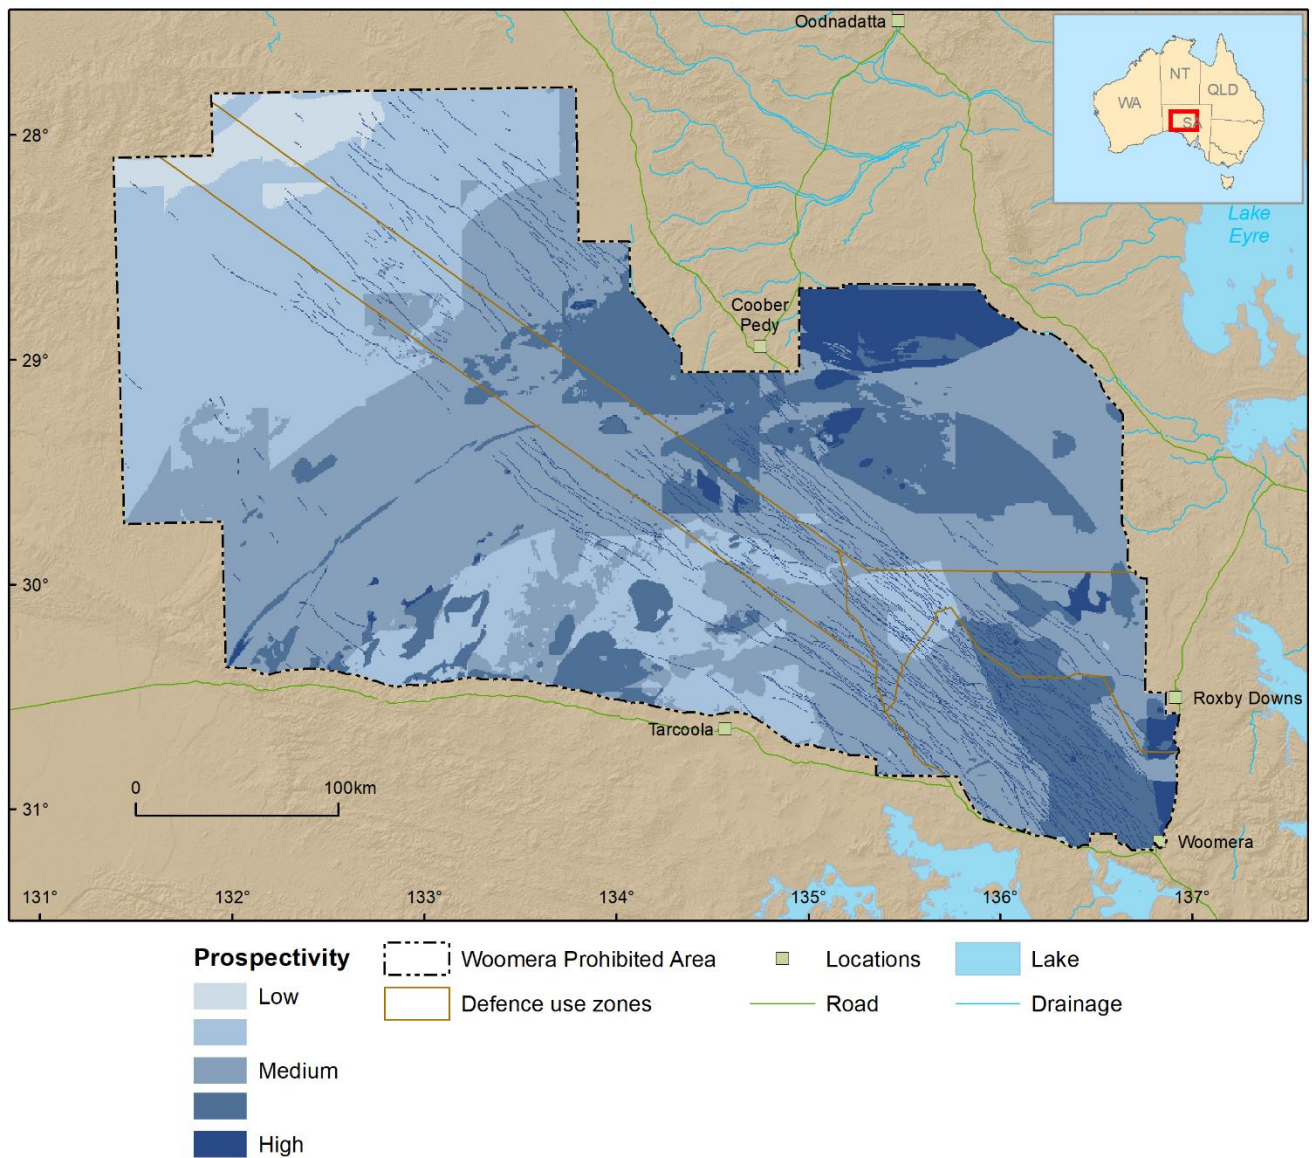 Oodnadatta
NT
WA
QLD
SA
28°
Lake
Eyre
Coober
Pedy
29°
30°
Roxby Downs
Tarcoola
0 100km
31°
Woomera
131° 132° 133° 134° 135° 136° 137°
Prospectivity
Woomera Prohibited Area
Locations
Lake
Low
Defence use zones
Road
Drainage
Medium
High